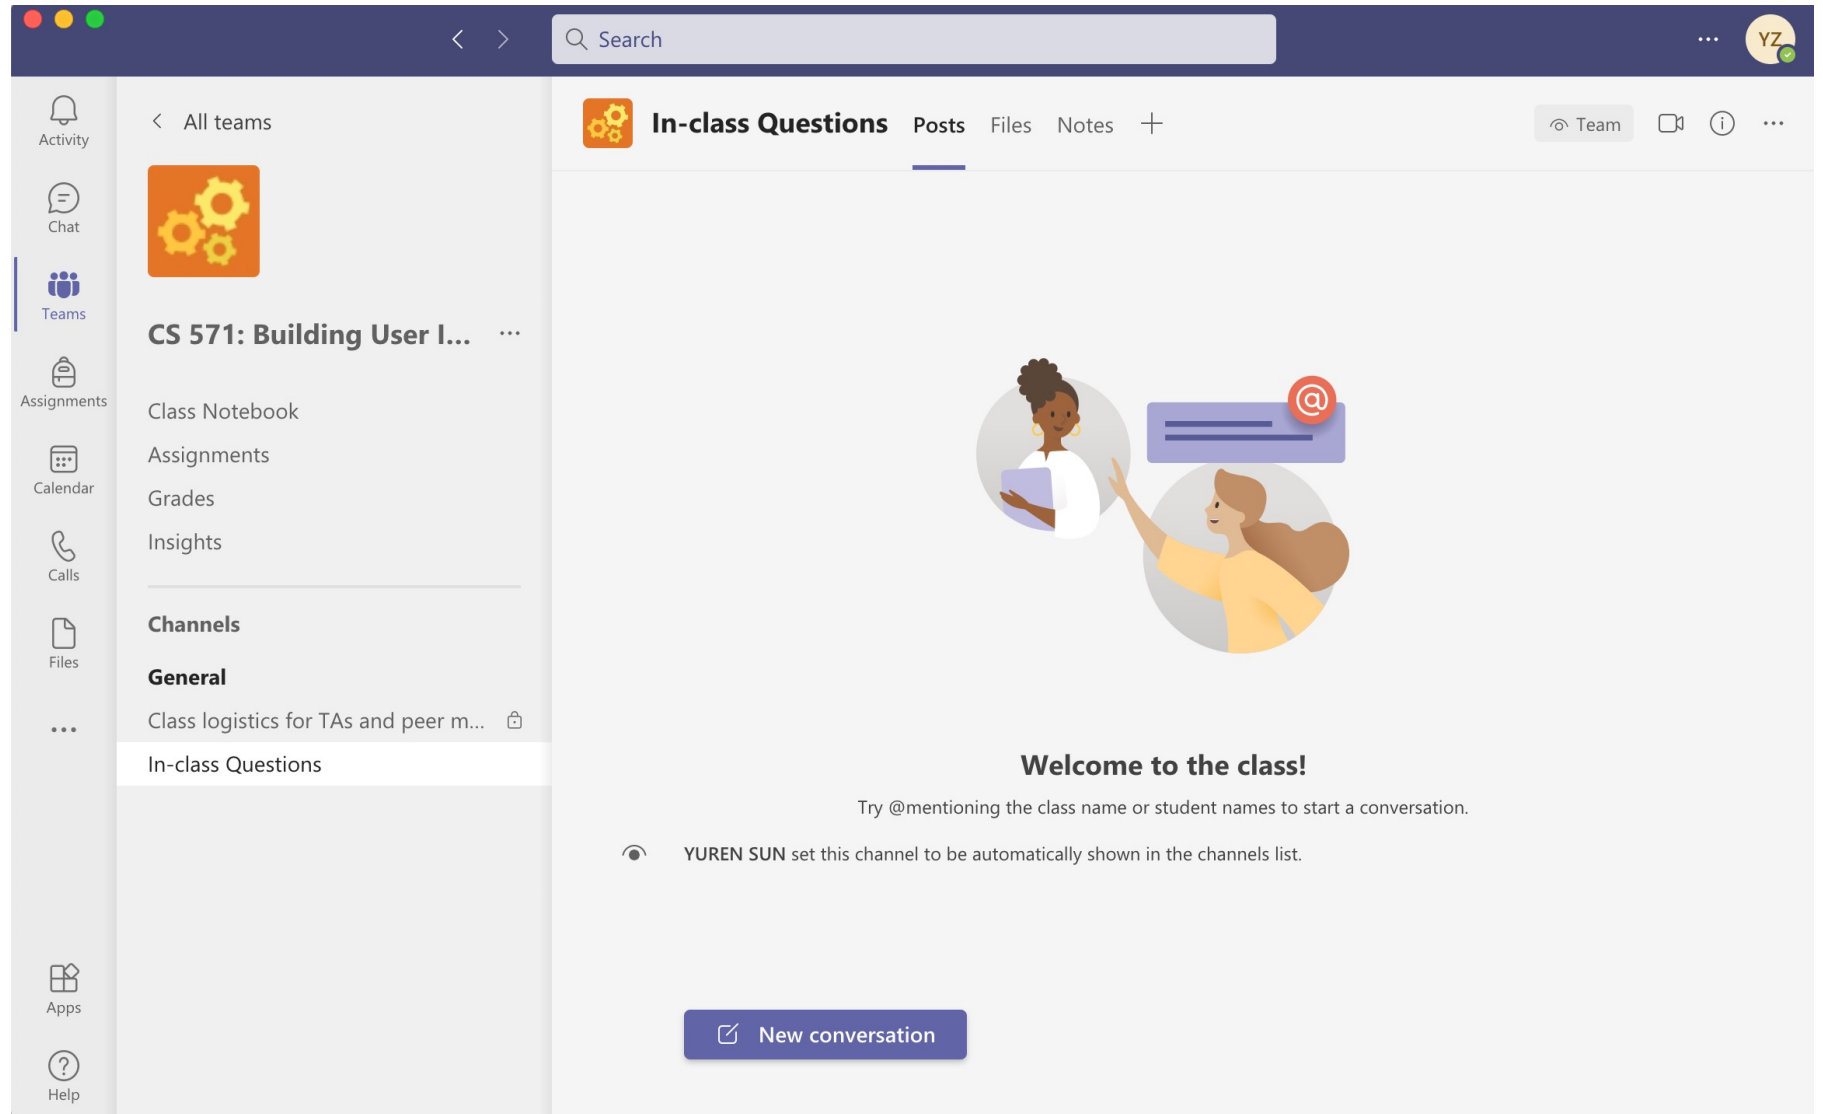 Search
YZ
Activity
Chat
Teams
Assignments
Calendar
Calls
Files
Apps
Help
All teams
CS 571: Building User I...
Class Notebook
Assignments
Grades
Insights
Channels
General
Class logistics for TAs and peer m...
In-class Questions
In-class Questions Posts Files Notes
Team
@
Welcome to the class!
Try @mentioning the class name or student names to start a conversation.
YUREN SUN set this channel to be automatically shown in the channels list.
New conversation